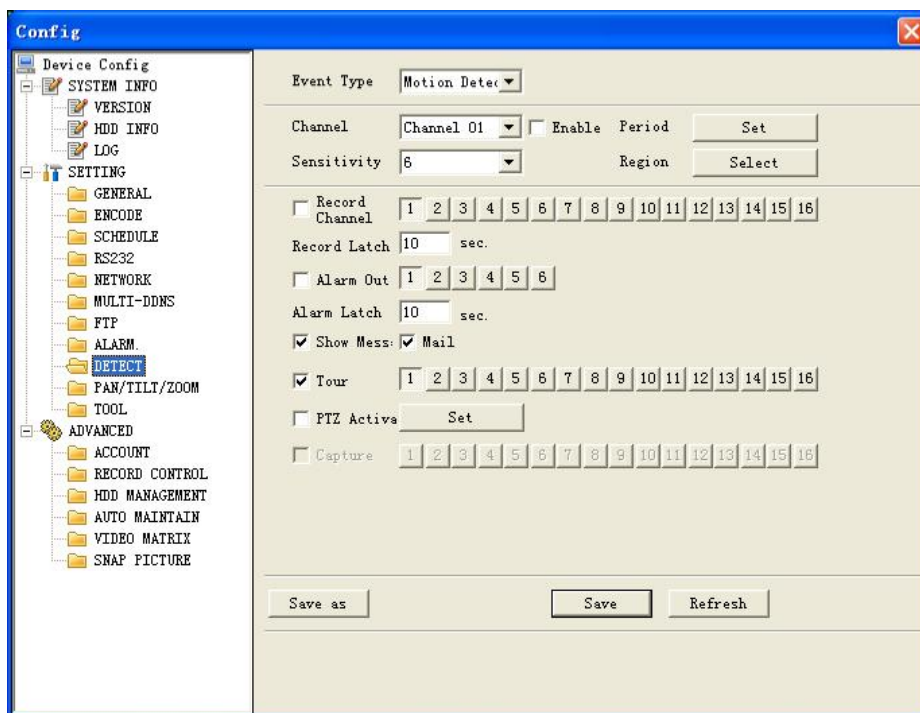 Config
Device Config
SYSTEM INFO
VERSION
HDD INFO
LOG
SETTING
GENERAL
ENCODE
SCHEDULE
RS232
NETWORK
MULTI-DDNS
FTP
ALARM.
DETECT
PAN/TILT/ZOOM
TOOL
ADVANCED
ACCOUNT
RECORD CONTROL
HDD MANAGEMENT
AUTO MAINTAIN
VIDEO MATRIX
SNAP PICTURE
Event Type Motion Detec
Channel Channel 01 Enable Period Set
Sensitivity 6 Region Select
Record Channel 1 2 3 4 5 6 7 8 9 10 11 12 13 14 15 16
Record Latch 10 sec.
Alarm Out 1 2 3 4 5 6
Alarm Latch 10 sec.
Show Mess Mail
Tour 1 2 3 4 5 6 7 8 9 10 11 12 13 14 15 16
PTZ Activa Set
Capture 1 2 3 4 5 6 7 8 9 10 11 12 13 14 15 16
Save as Save Refresh